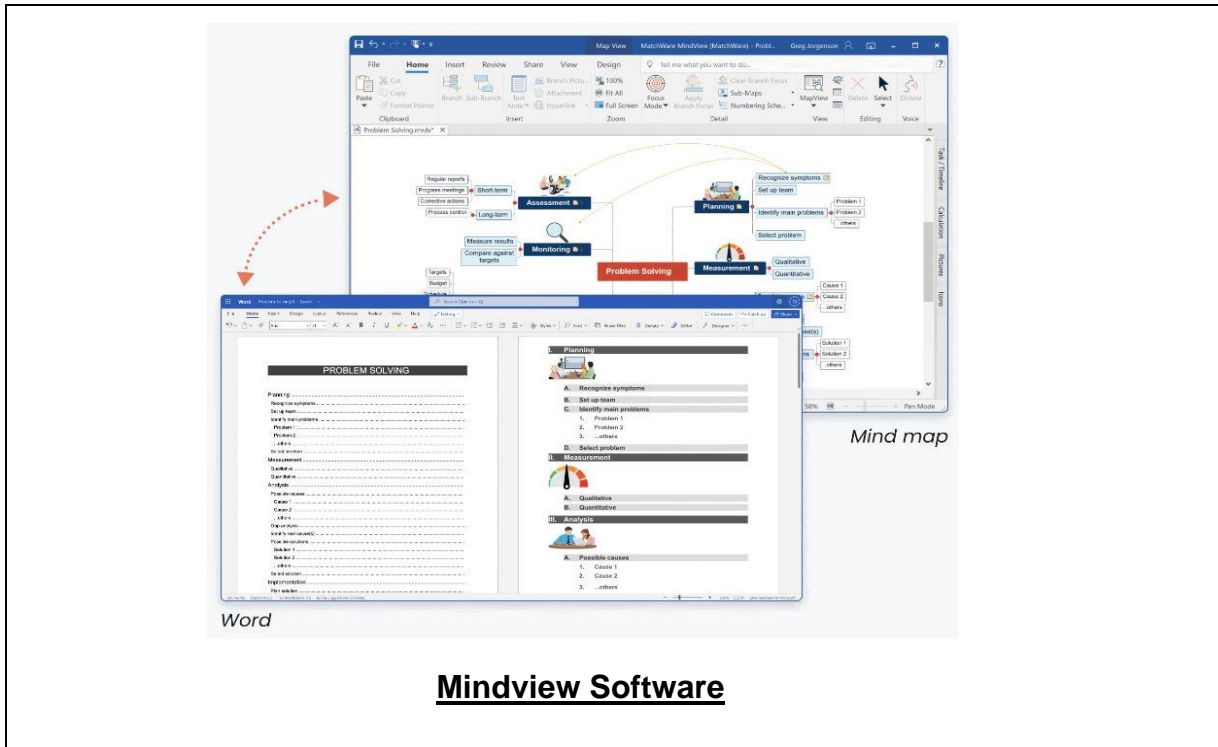 Map View MatchWare MindView (MatchWare) – Probl.. Greg Jorgenson
File Home Insert Review Share View Design Tell me what you want to do...
Paste
Cut
Copy
Format Painter
Clipboard
Branch Sub-Branch Text Note
Branch Pictu..
Attachment
Hyperlink
Insert
100%
Fit All
Full Screen
Zoom
Focus Mode
Apply Branch Focus
Clear Branch Focus
Sub-Maps
Numbering Sche..
Detail
MapView
View
Delete Select
Editing
Dictate
Voice
Problem Solving.mvdx*
Task / Timeline
Calculation
Pictures
Icons
Regular reports
Progress meetings
Corrective actions
Process control
Short-term
Long-term
Assessment
Measure results
Compare against
targets
Monitoring
Targets
Budget
Problem Solving
Planning
Recognize symptoms
Set up team
Identify main problems
Problem 1
Problem 2
..others
Select problem
Measurement
Qualitative
Quantitative
Cause 1
Cause 2
...others
Solution 1
Solution 2
...others
58% Pen Mode
Mind map
Word
PROBLEM SOLVING
Planning
Recognize symptoms
Set up team
Identify main problems
Problem 1
Problem 2
...others
Select problem
Measurement
Qualitative
Quantitative
Analysis
Possible causes
Cause 1
Cause 2
...others
Gap analysis
Identify root cause(s)
Possible solutions
Solution 1
Solution 2
...others
Select solution
Implementation
Plan solution
I. Planning
A. Recognize symptoms
B. Set up team
C. Identify main problems
1. Problem 1
2. Problem 2
3. ...others
D. Select problem
II. Measurement
A. Qualitative
B. Quantitative
III. Analysis
A. Possible causes
1. Cause 1
2. Cause 2
3. ...others
Word
Mindview Software